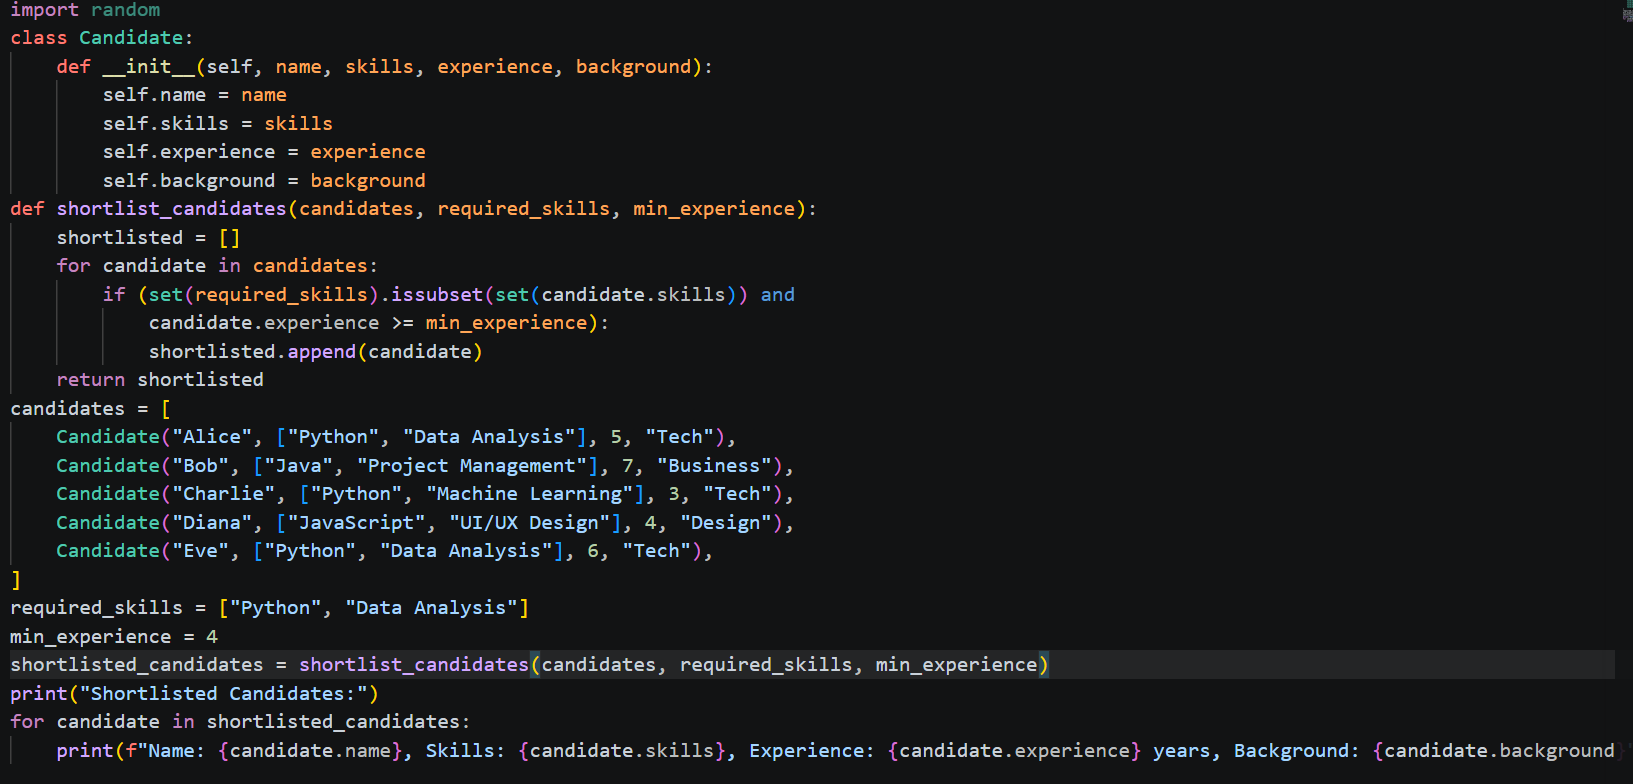 import random
class Candidate:
    def __init__(self, name, skills, experience, background):
        self.name = name
        self.skills = skills
        self.experience = experience
        self.background = background
def shortlist_candidates(candidates, required_skills, min_experience):
    shortlisted = []
    for candidate in candidates:
        if (set(required_skills).issubset(set(candidate.skills)) and
            candidate.experience >= min_experience):
            shortlisted.append(candidate)
    return shortlisted
candidates = [
    Candidate("Alice", ["Python", "Data Analysis"], 5, "Tech"),
    Candidate("Bob", ["Java", "Project Management"], 7, "Business"),
    Candidate("Charlie", ["Python", "Machine Learning"], 3, "Tech"),
    Candidate("Diana", ["JavaScript", "UI/UX Design"], 4, "Design"),
    Candidate("Eve", ["Python", "Data Analysis"], 6, "Tech"),
]
required_skills = ["Python", "Data Analysis"]
min_experience = 4
shortlisted_candidates = shortlist_candidates(candidates, required_skills, min_experience)
print("Shortlisted Candidates:")
for candidate in shortlisted_candidates:
    print(f"Name: {candidate.name}, Skills: {candidate.skills}, Experience: {candidate.experience} years, Background: {candidate.background